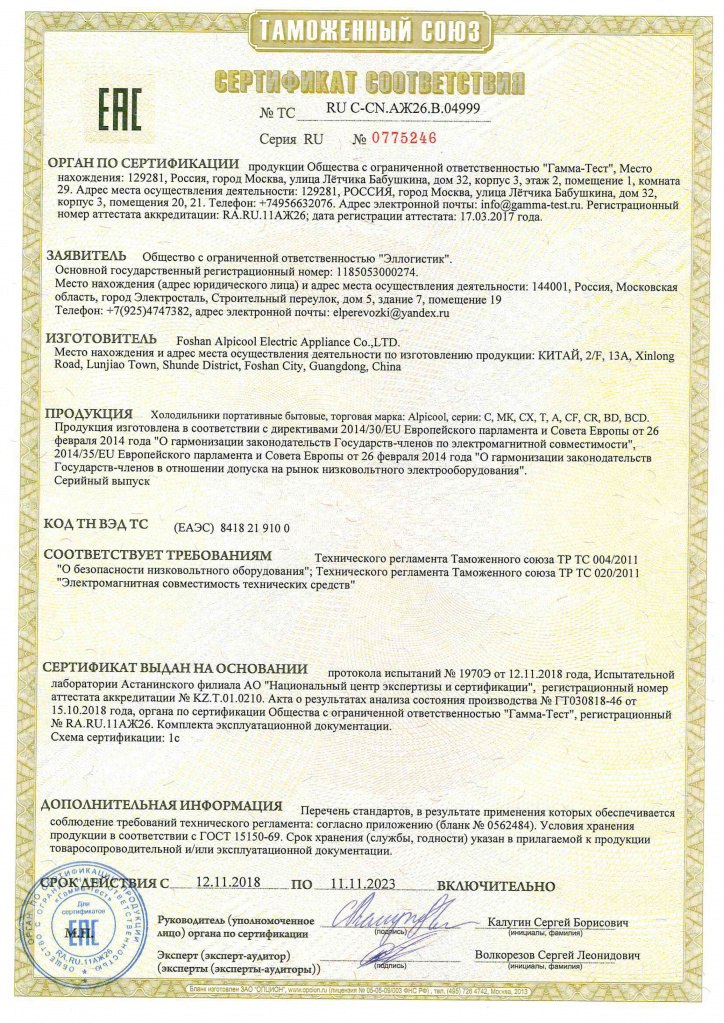 ТАМОЖЕННЫЙ СОЮЗ
СЕРТИФИКАТ СООТВЕТСТВИЯ
ЕАС
№ ТС RU С-CN.АЖ26.В.04999
Серия RU № 0775246
ОРГАН ПО СЕРТИФИКАЦИИ продукции Общества с ограниченной ответственностью "Гамма-Тест", Место
нахождения: 129281, Россия, город Москва, улица Лётчика Бабушкина, дом 32, корпус 3, этаж 2, помещение 1, комната
29. Адрес места осуществления деятельности: 129281, РОССИЯ, город Москва, улица Лётчика Бабушкина, дом 32,
корпус 3, помещения 20, 21. Телефон: +74956632076. Адрес электронной почты: info@gamma-test.ru. Регистрационный
номер аттестата аккредитации: RA.RU.11АЖ26; дата регистрации аттестата: 17.03.2017 года.
ЗАЯВИТЕЛЬ Общество с ограниченной ответственностью "Эллогистик".
Основной государственный регистрационный номер: 1185053000274.
Место нахождения (адрес юридического лица) и адрес места осуществления деятельности: 144001, Россия, Московская
область, город Электросталь, Строительный переулок, дом 5, здание 7, помещение 19
Телефон: +7(925)4747382, адрес электронной почты: elperevozki@yandex.ru
ИЗГОТОВИТЕЛЬ Foshan Alpicool Electric Appliance Co.,LTD.
Место нахождения и адрес места осуществления деятельности по изготовлению продукции: КИТАЙ, 2/F, 13A, Xinlong
Road, Lunjiao Town, Shunde District, Foshan City, Guangdong, China
ПРОДУКЦИЯ Холодильники портативные бытовые, торговая марка: Alpicool, серии: C, MK, CX, T, A, CF, CR, BD, BCD.
Продукция изготовлена в соответствии с директивами 2014/30/EU Европейского парламента и Совета Европы от 26
февраля 2014 года "О гармонизации законодательств Государств-членов по электромагнитной совместимости",
2014/35/EU Европейского парламента и Совета Европы от 26 февраля 2014 года "О гармонизации законодательств
Государств-членов в отношении допуска на рынок низковольтного электрооборудования".
Серийный выпуск
КОД ТН ВЭД ТС (ЕАЭС) 8418 21 910 0
СООТВЕТСТВУЕТ ТРЕБОВАНИЯМ Технического регламента Таможенного союза ТР ТС 004/2011
"О безопасности низковольтного оборудования"; Технического регламента Таможенного союза ТР ТС 020/2011
"Электромагнитная совместимость технических средств"
СЕРТИФИКАТ ВЫДАН НА ОСНОВАНИИ протокола испытаний № 1970Э от 12.11.2018 года, Испытательной
лаборатории Астанинского филиала АО "Национальный центр экспертизы и сертификации", регистрационный номер
аттестата аккредитации № KZ.T.01.0210. Акта о результатах анализа состояния производства № ГТ030818-46 от
15.10.2018 года, органа по сертификации Общества с ограниченной ответственностью "Гамма-Тест", регистрационный
№ RA.RU.11АЖ26. Комплекта эксплуатационной документации.
Схема сертификации: 1с
ДОПОЛНИТЕЛЬНАЯ ИНФОРМАЦИЯ Перечень стандартов, в результате применения которых обеспечивается
соблюдение требований технического регламента: согласно приложению (бланк № 0562484). Условия хранения
продукции в соответствии с ГОСТ 15150-69. Срок хранения (службы, годности) указан в прилагаемой к продукции
товаросопроводительной и/или эксплуатационной документации.
СРОК ДЕЙСТВИЯ С 12.11.2018 ПО 11.11.2023 ВКЛЮЧИТЕЛЬНО
"Гамма-Тест"
Для
сертификатов
ЕАС
М.П.
RA.RU.11АЖ26
Руководитель (уполномоченное
лицо) органа по сертификации
(подпись)
Калугин Сергей Борисович
(инициалы, фамилия)
Эксперт (эксперт-аудитор)
(эксперты (эксперты-аудиторы))
(подпись)
Волкорезов Сергей Леонидович
(инициалы, фамилия)
Бланк изготовлен ЗАО "ОПЦИОН", www.opcion.ru (лицензия № 05-05-09/003 ФНС РФ), тел. (495) 726 4742, Москва, 2013